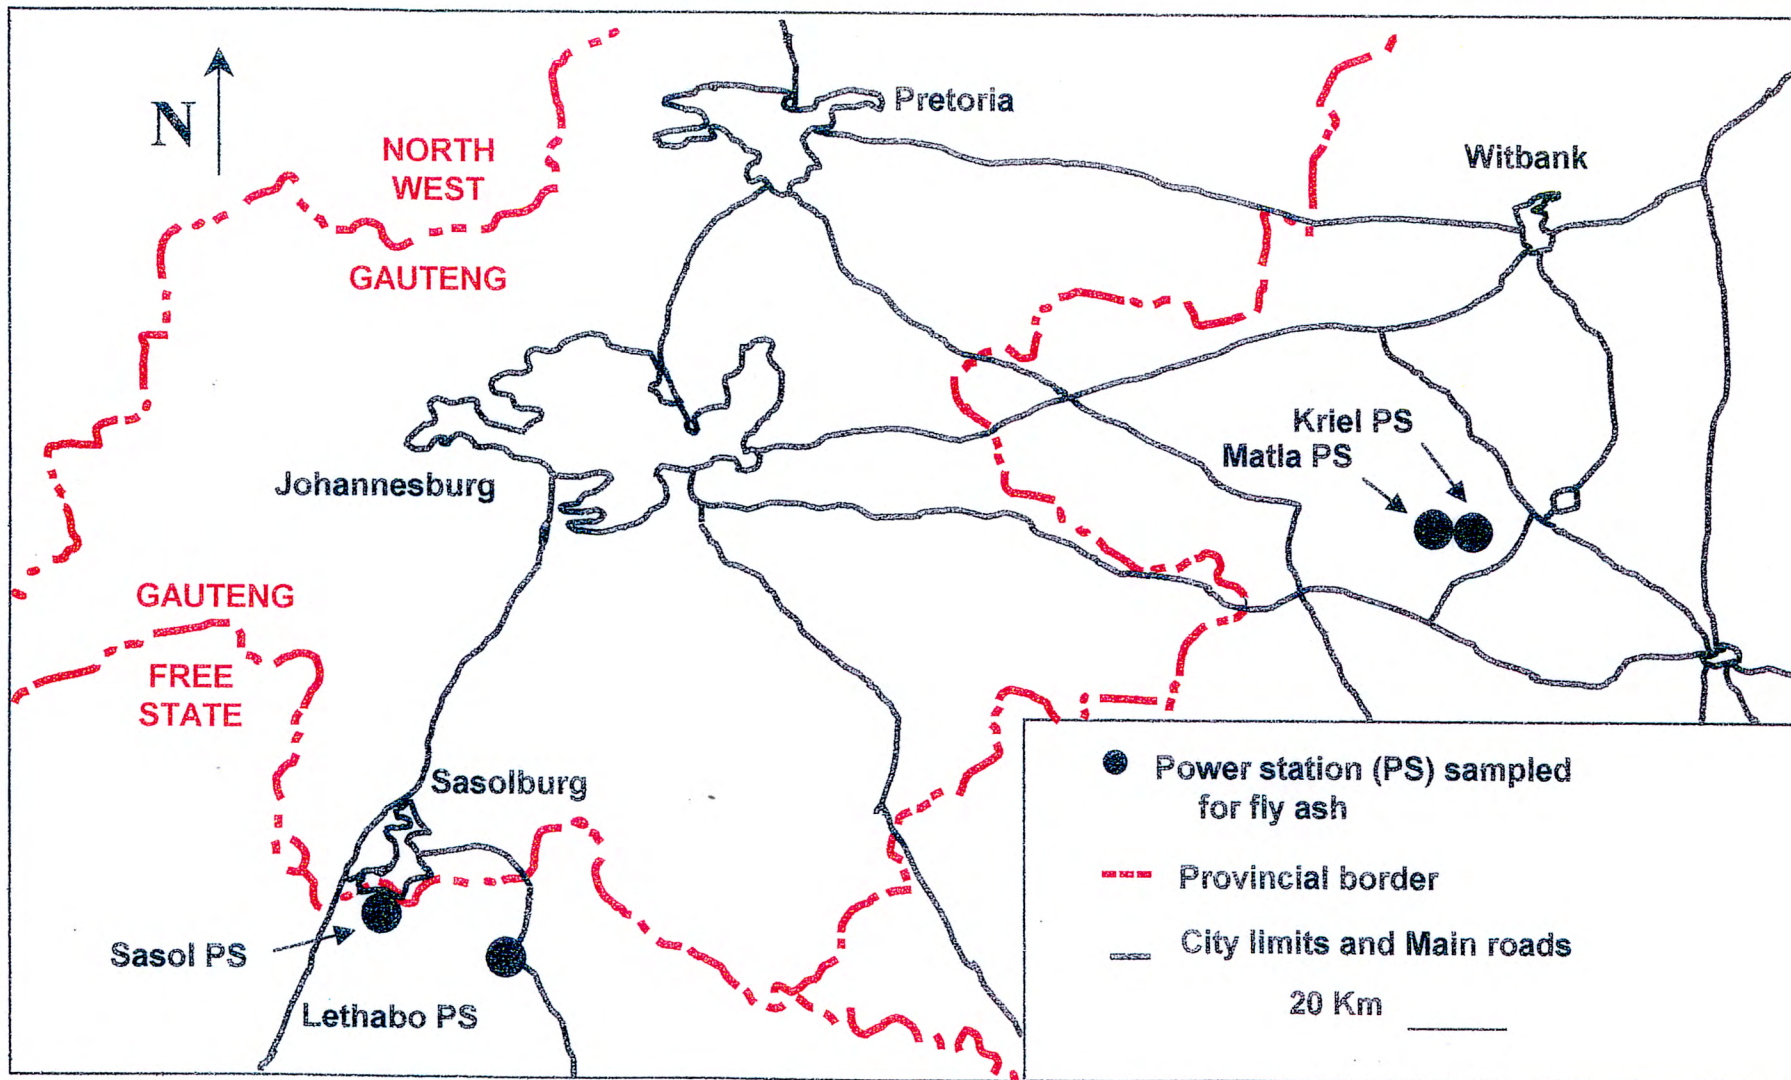 N
NORTH
WEST
GAUTENG
Pretoria
Witbank
Johannesburg
Kriel PS
Matla PS
GAUTENG
FREE
STATE
Sasolburg
Sasol PS
Lethabo PS
Power station (PS) sampled
for fly ash
Provincial border
City limits and Main roads
20 Km